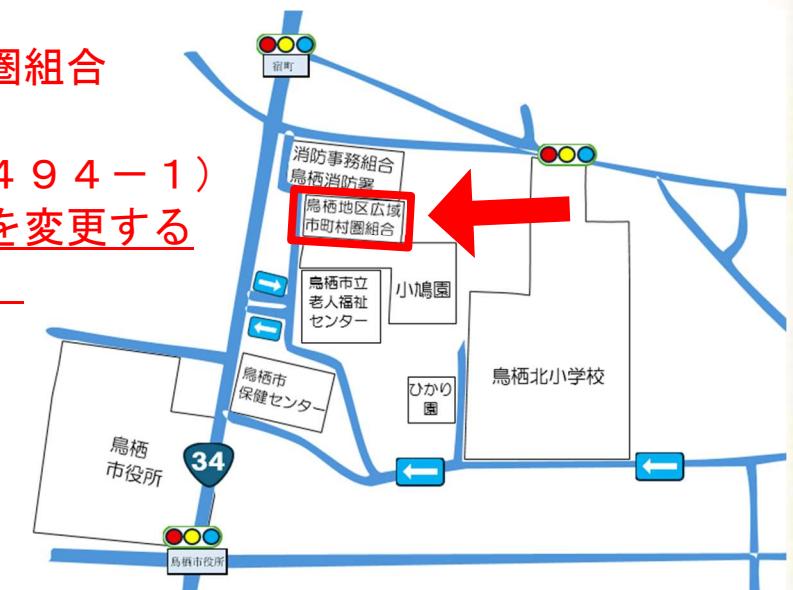 圏組合
４９４－１）
を変更する
宿町
消防事務組合
鳥栖消防署
鳥栖地区広域
市町村圏組合
鳥栖市立
老人福祉
センター
小鳩園
鳥栖市
保健センター
ひかり
園
鳥栖北小学校
鳥栖
市役所
34
鳥栖市役所